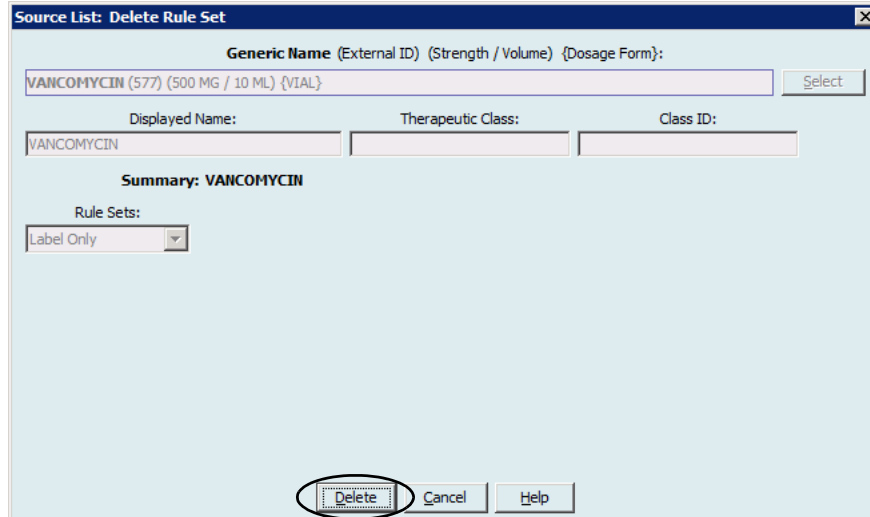 Source List: Delete Rule Set
Generic Name (External ID) (Strength / Volume) {Dosage Form}:
VANCOMYCIN (577) (500 MG / 10 ML) {VIAL} Select
Displayed Name: Therapeutic Class: Class ID:
VANCOMYCIN
Summary: VANCOMYCIN
Rule Sets:
Label Only
Delete Cancel Help